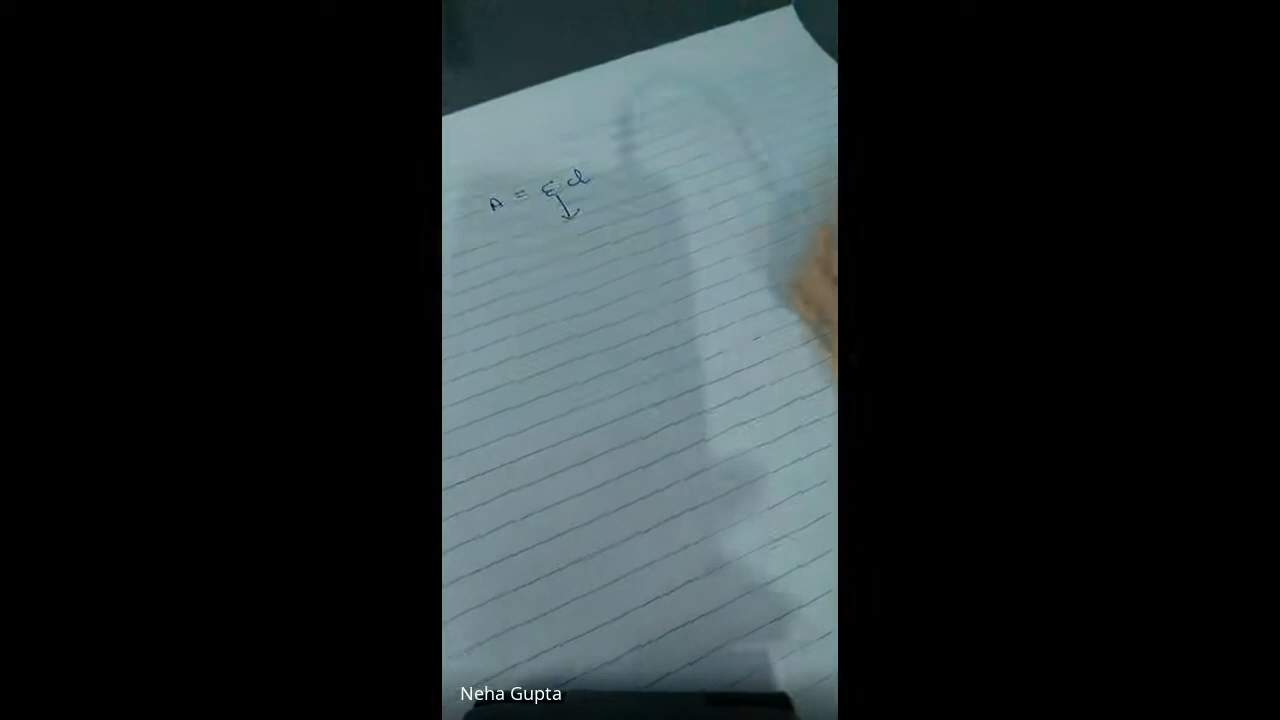 A = εcl
↓
Neha Gupta